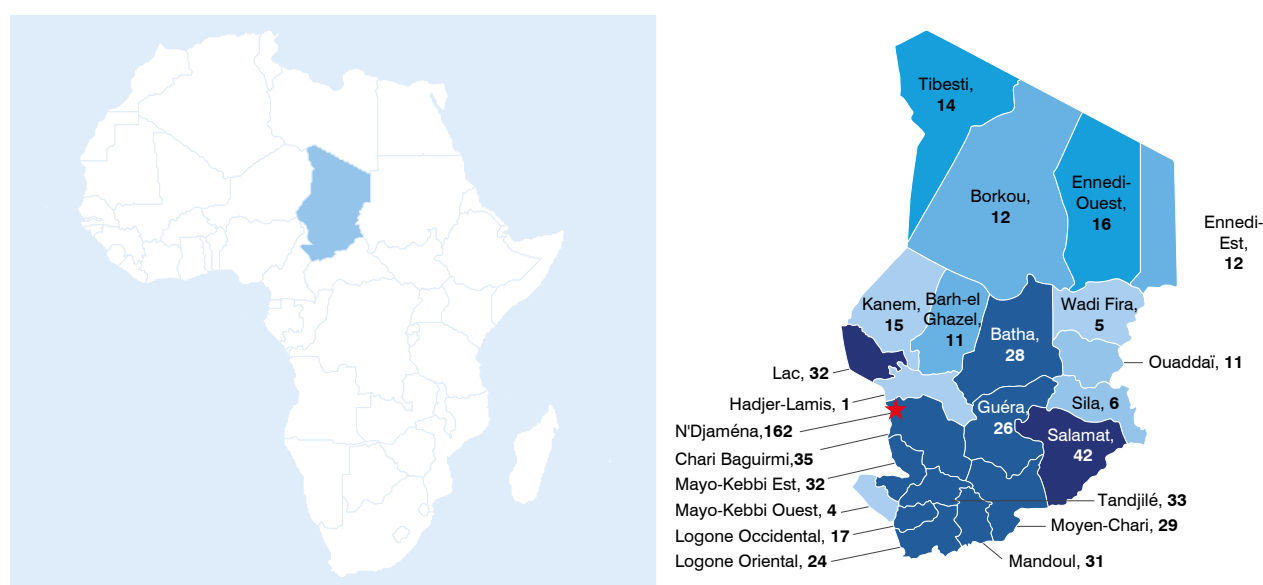 Tibesti,
14
Borkou,
12
Ennedi-
Ouest,
16
Ennedi-
Est,
12
Kanem,
15
Barh-el
Ghazel,
11
Batha,
28
Wadi Fira,
5
Ouaddaï, 11
Lac, 32
Hadjer-Lamis, 1
Guéra,
26
Sila, 6
N'Djaména,162
Salamat,
42
Chari Baguirmi,35
Mayo-Kebbi Est, 32
Mayo-Kebbi Ouest, 4
Tandjilé, 33
Logone Occidental, 17
Moyen-Chari, 29
Logone Oriental, 24
Mandoul, 31